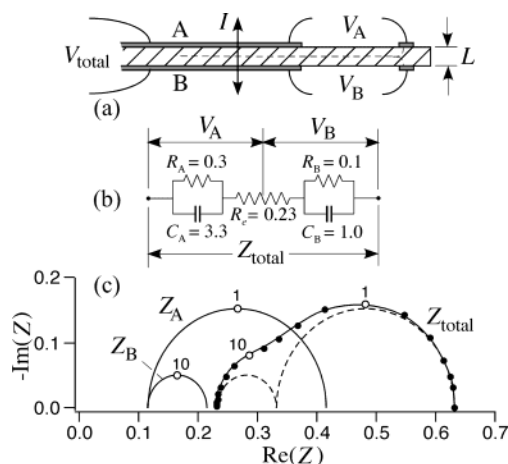 A
I
V_A
V_total
L
B
V_B
(a)
V_A
V_B
R_A = 0.3
R_B = 0.1
(b)
R_e = 0.23
C_A = 3.3
C_B = 1.0
Z_total
0.2
(c)
Z_A
1
1
Z_total
-Im(Z)
0.1
Z_B
10
10
0.0
0.0 0.1 0.2 0.3 0.4 0.5 0.6 0.7
Re(Z)